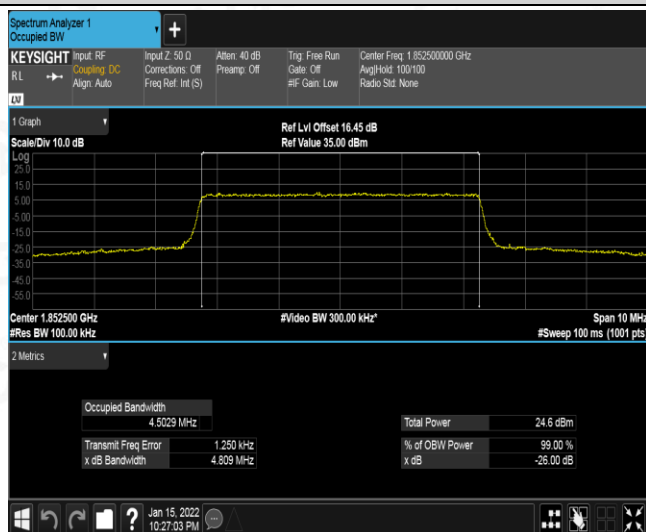 Spectrum Analyzer 1
Occupied BW
+
KEYSIGHT
RL
Input: RF
Coupling: DC
Align: Auto
Input Z: 50 Ω
Corrections: Off
Freq Ref: Int (S)
Atten: 40 dB
Preamp: Off
Trig: Free Run
Gate: Off
#IF Gain: Low
Center Freq: 1.852500000 GHz
Avg|Hold: 100/100
Radio Std: None
LXI
1 Graph
Scale/Div 10.0 dB
Ref Lvl Offset 16.45 dB
Ref Value 35.00 dBm
Log
25.0
15.0
5.00
-5.00
-15.0
-25.0
-35.0
-45.0
-55.0
Center 1.852500 GHz
#Res BW 100.00 kHz
#Video BW 300.00 kHz*
Span 10 MHz
#Sweep 100 ms (1001 pts)
2 Metrics
Occupied Bandwidth
4.5029 MHz
Transmit Freq Error 1.250 kHz
x dB Bandwidth 4.809 MHz
Total Power 24.6 dBm
% of OBW Power 99.00 %
x dB -26.00 dB
?
Jan 15, 2022
10:27:03 PM